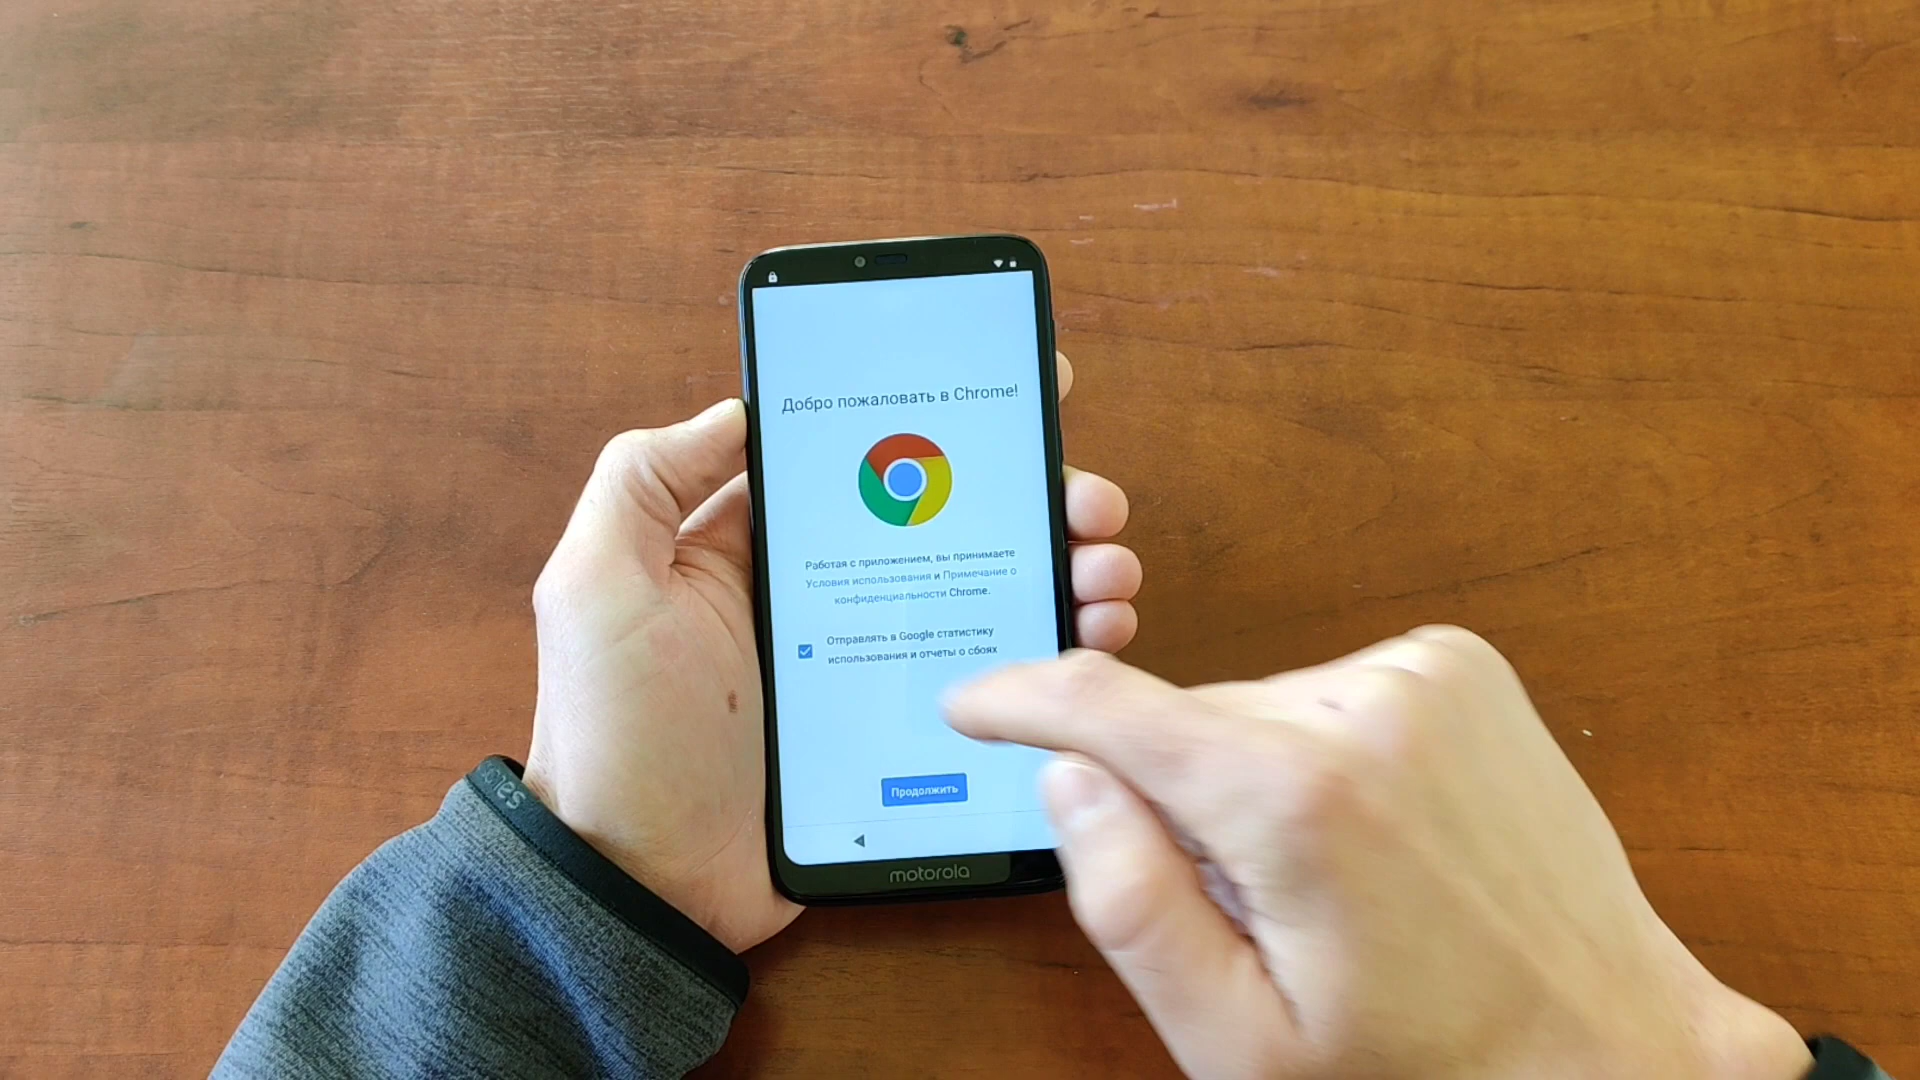 Добро пожаловать в Chrome!
Работая с приложением, вы принимаете
Условия использования и Примечание о
конфиденциальности Chrome.
Отправлять в Google статистику
использования и отчеты о сбоях
Продолжить
motorola